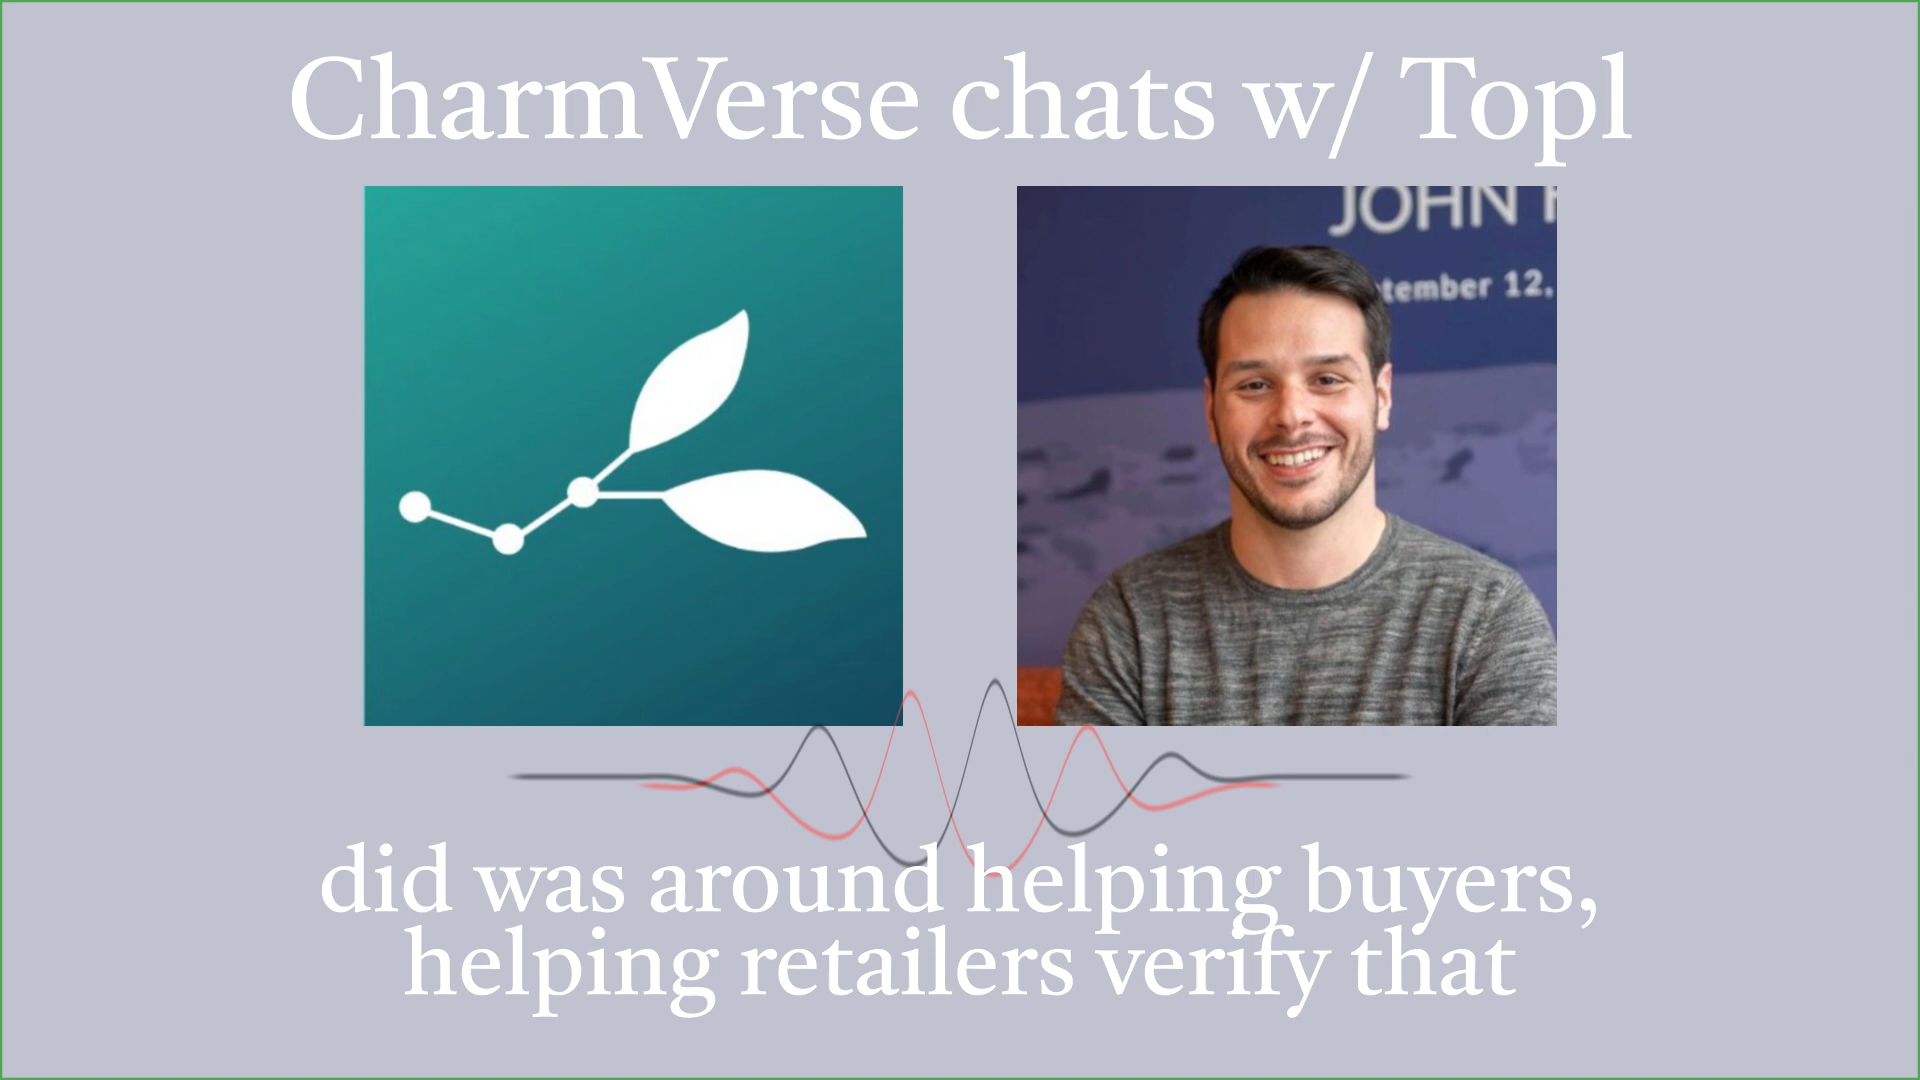 CharmVerse chats w/ Topl
JOHN
tember 12,
did was around helping buyers,
helping retailers verify that